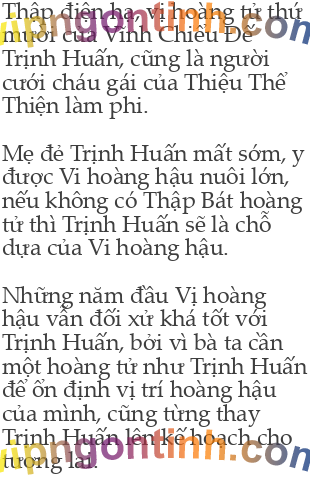 Thập điện hạ, vị hoàng tử thứ
mười của Vĩnh Chiêu Đế
Trịnh Huấn, cũng là người
cưới cháu gái của Thiệu Thể
Thiện làm phi.
Mẹ đẻ Trịnh Huấn mất sớm, y
được Vi hoàng hậu nuôi lớn,
nếu không có Thập Bát hoàng
tử thì Trịnh Huấn sẽ là chỗ
dựa của Vi hoàng hậu.
Những năm đầu Vị hoàng
hậu vẫn đối xử khá tốt với
Trịnh Huấn, bởi vì bà ta cần
một hoàng tử như Trịnh Huấn
để ổn định vị trí hoàng hậu
của mình, cũng từng thay
Trịnh Huấn lên kế hoạch cho
tương lai.
vipngontinh.com
vipngontinh.com